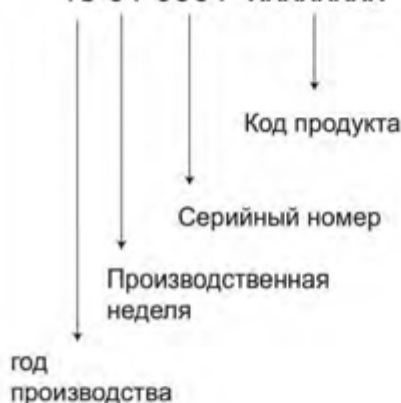 Код продукта
Серийный номер
Производственная
неделя
год
производства